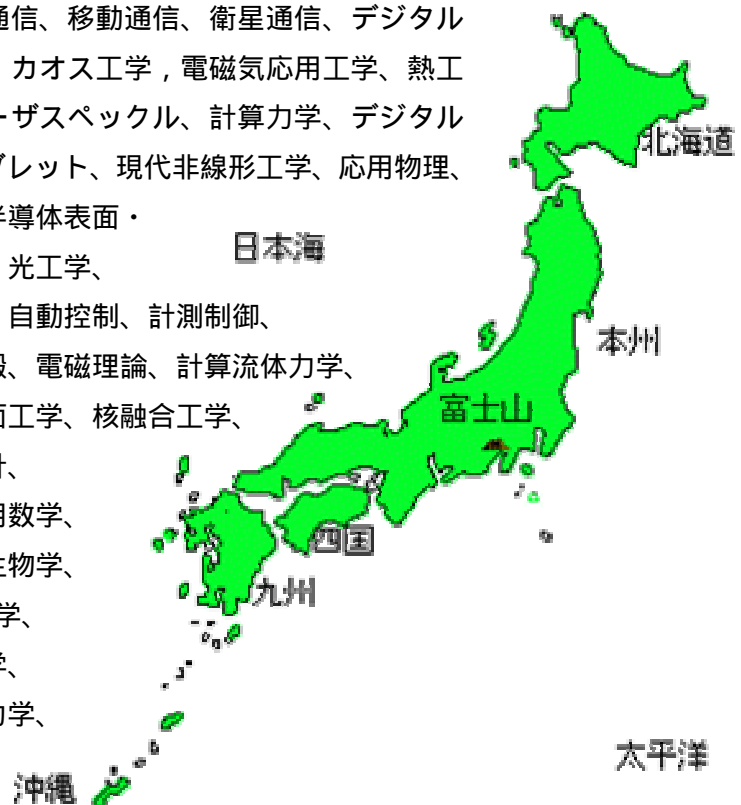 通信、移動通信、衛星通信、デジタル
カオス工学，電磁気応用工学、熱工
ーザスペックル、計算力学、デジタル
ブレット、現代非線形工学、応用物理、
半導体表面・
光工学、
自動控制、計測制御、
電磁理論、計算流体力学、
面工学、核融合工学、
計、
用数学、
生物学、
学、
学、
力学、
北海道
日本海
本州
富士山
四国
九州
太平洋
沖縄